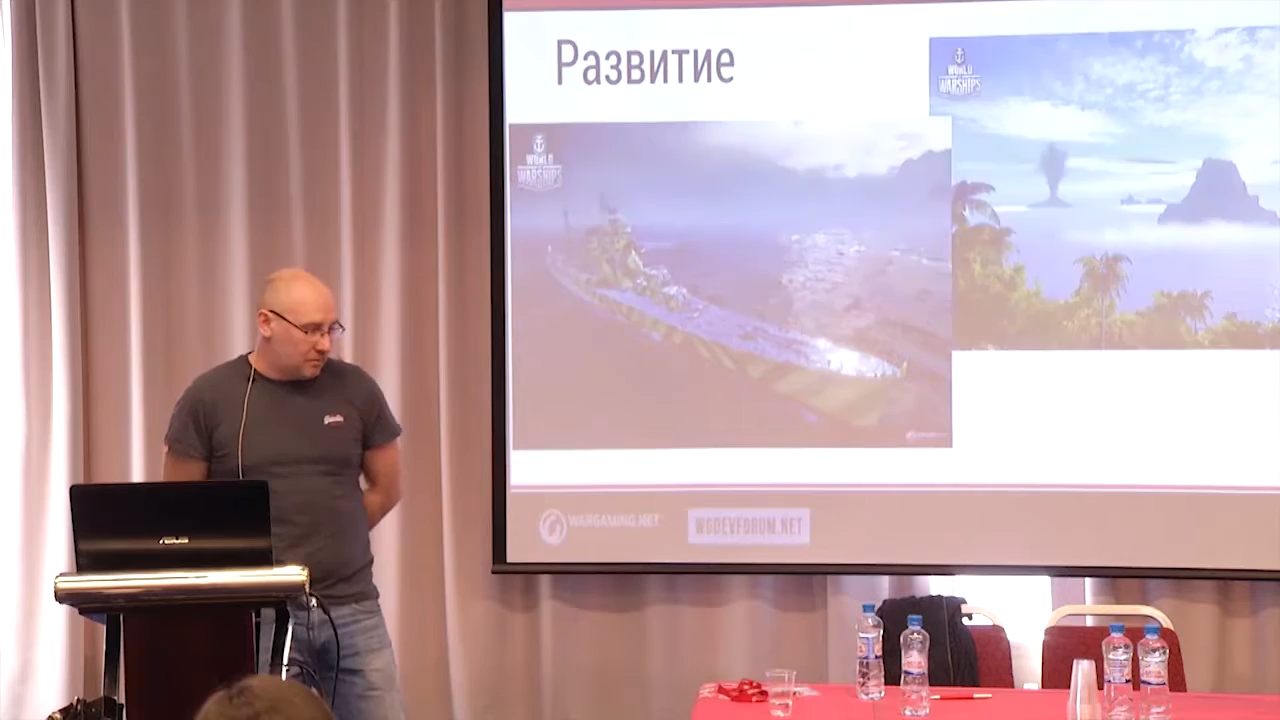 Развитие
WORLD
OF
WARSHIPS
WORLD
OF
WARSHIPS
WARGAMING.NET
WGDEVFORUM.NET
ASUS